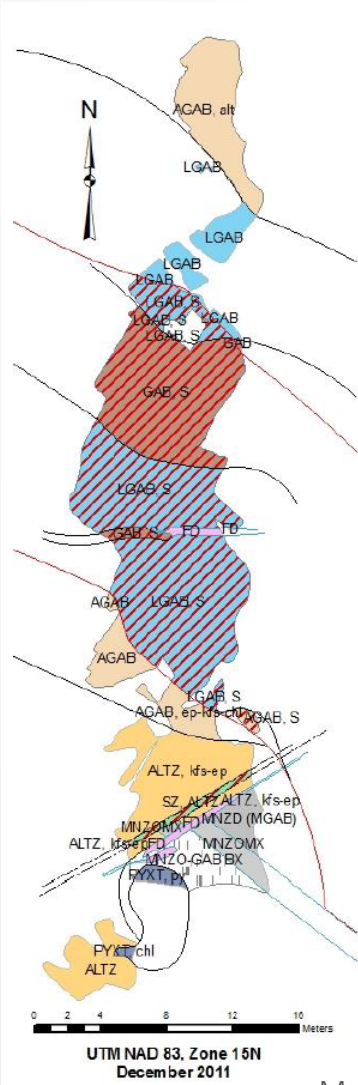 AGAB, alt
N
LGAB
LGAB
LGAB
LGAB
LGAB, S
LGAB, S
LGAB
LGAB, S
GAB
GAB, S
LGAB, S
GAB, S
FD
FD
AGAB
LGAB, S
AGAB
LGAB, S
AGAB, ep-kfs-chl
AGAB, S
ALTZ, kfs-ep
SZ, ALTZ
ALTZ, kfs-ep
MNZOMX
FD
MNZD (MGAB)
ALTZ, kfs-ep
FD
MNZOMX
MNZO-GAB BX
PYXT, py
PYXT, chl
ALTZ
0 2 4 8 12 16
Meters
UTM NAD 83, Zone 15N
December 2011